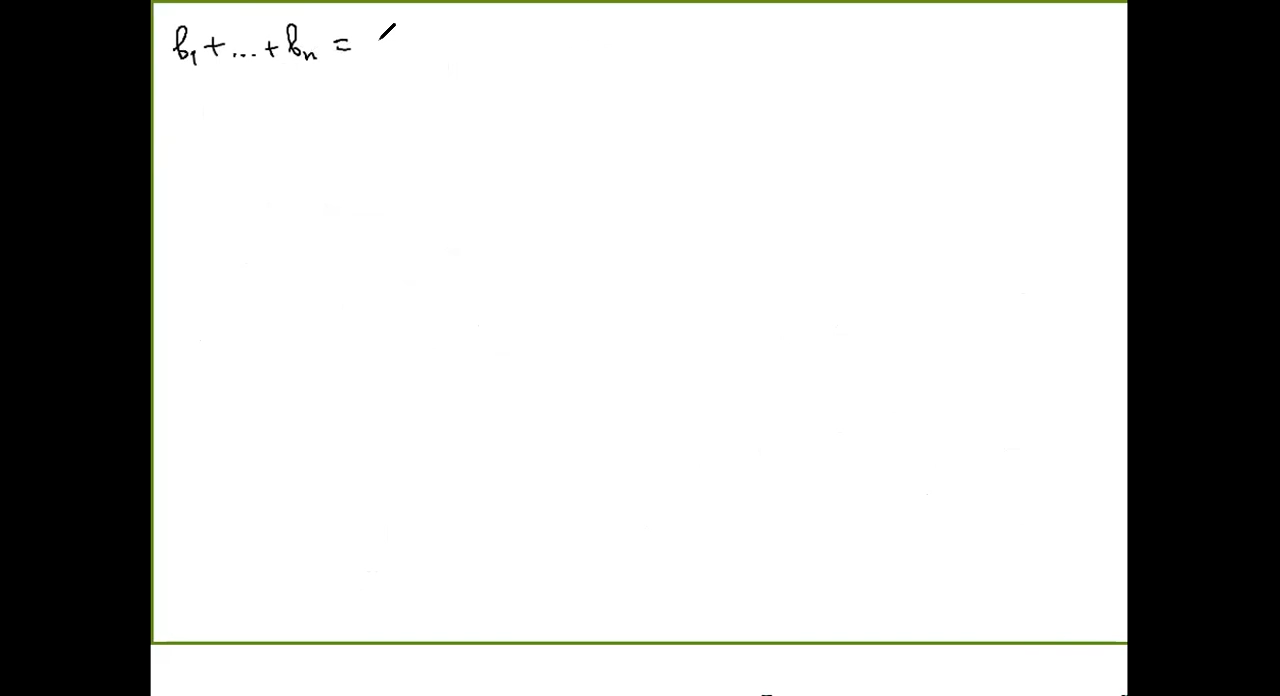 b₁ + ... + bₙ =